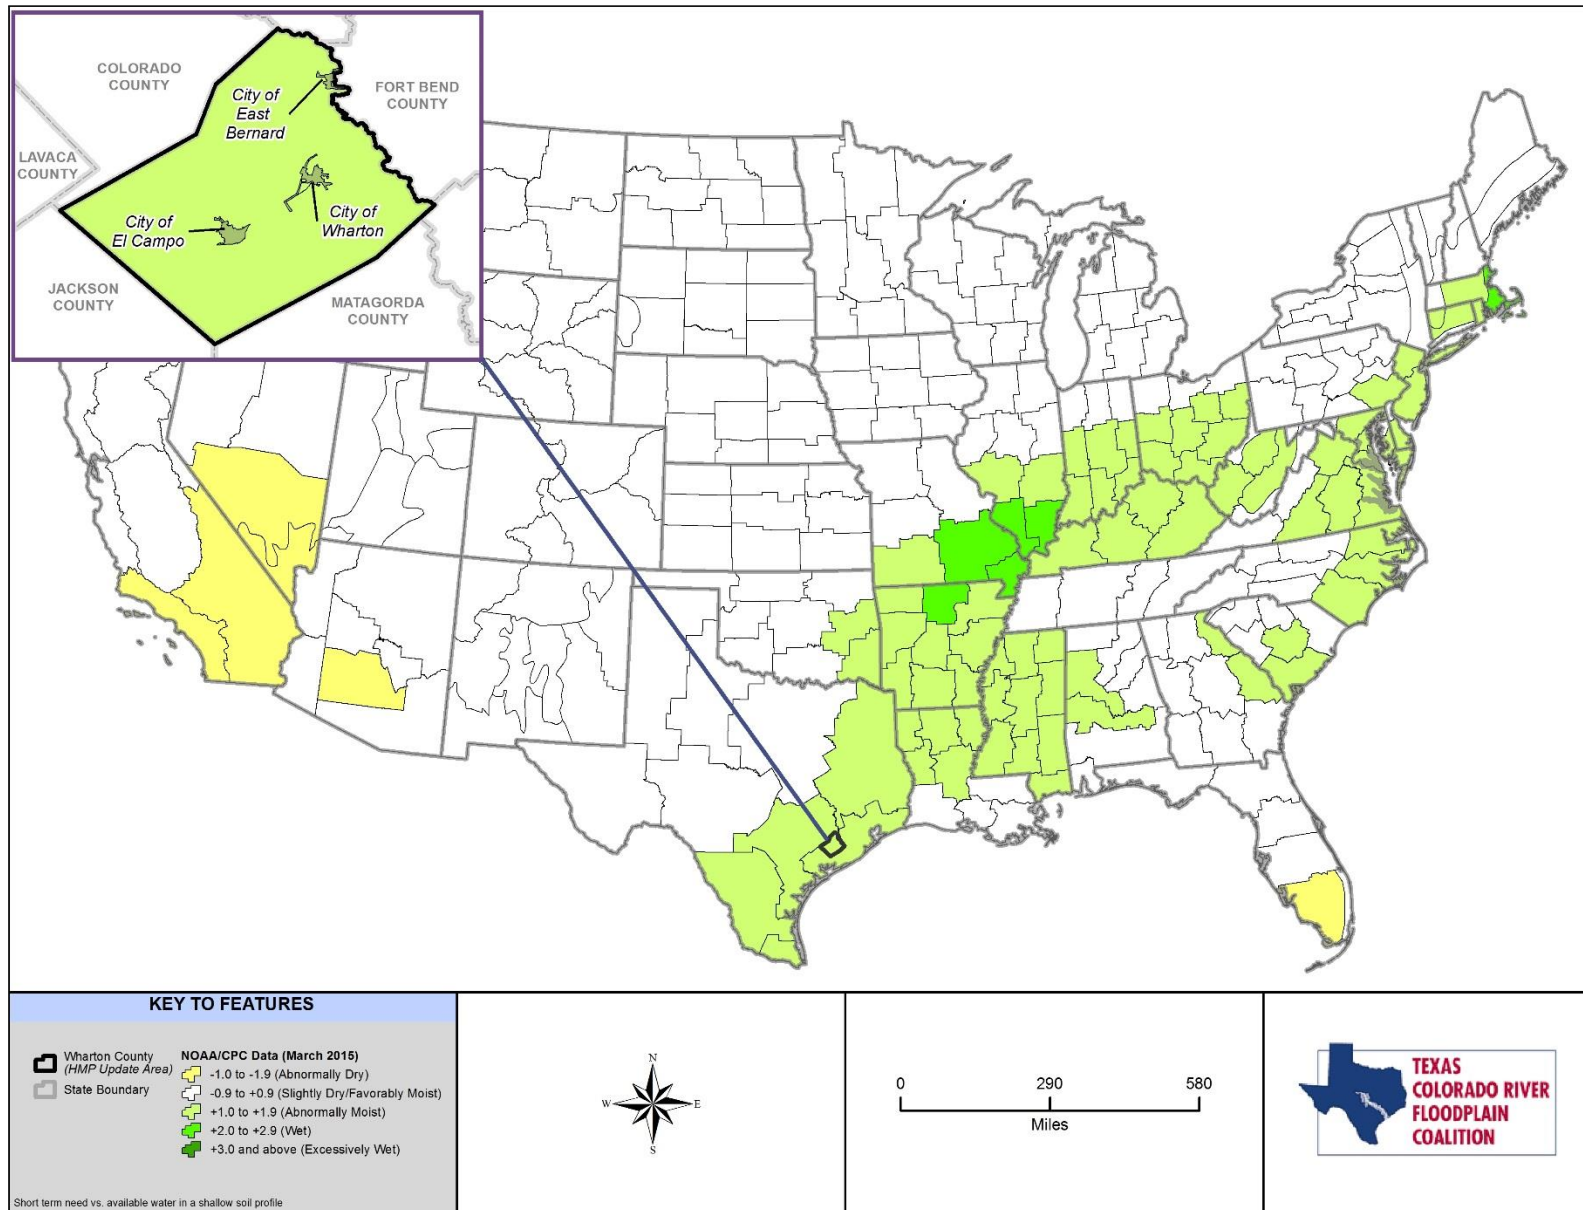 COLORADO
COUNTY
FORT BEND
COUNTY
City of
East
Bernard
LAVACA
COUNTY
City of
El Campo
City of
Wharton
JACKSON
COUNTY
MATAGORDA
COUNTY
KEY TO FEATURES
Wharton County
(HMP Update Area)
State Boundary
NOAA/CPC Data (March 2015)
-1.0 to -1.9 (Abnormally Dry)
-0.9 to +0.9 (Slightly Dry/Favorably Moist)
+1.0 to +1.9 (Abnormally Moist)
+2.0 to +2.9 (Wet)
+3.0 and above (Excessively Wet)
Short term need vs. available water in a shallow soil profile
N
W E
S
0 290 580
Miles
TEXAS
COLORADO RIVER
FLOODPLAIN
COALITION